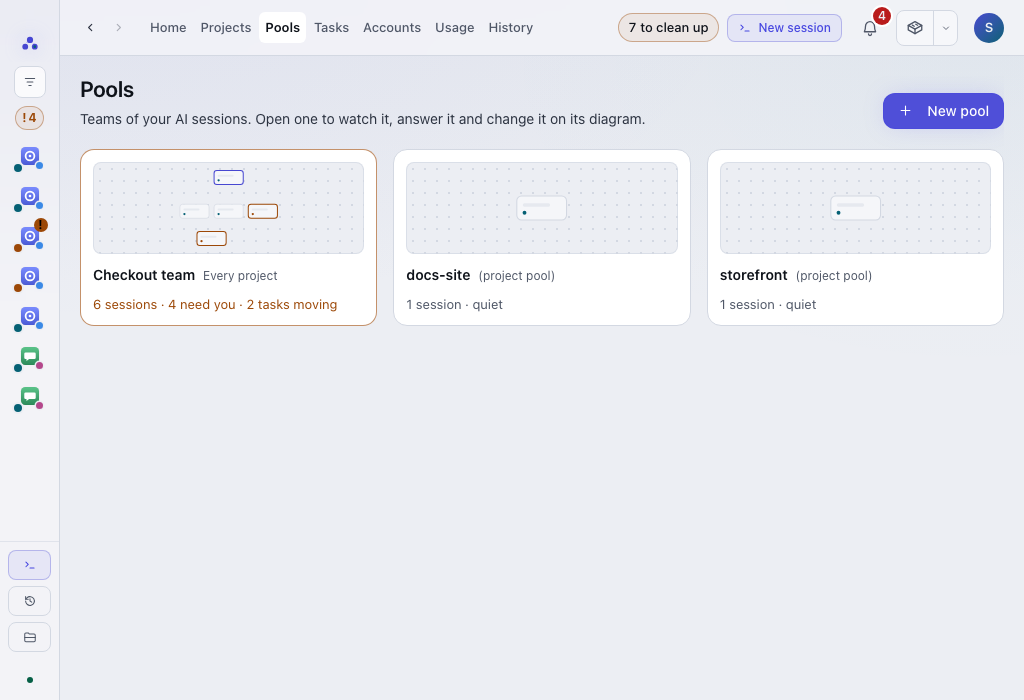 Home Projects Pools Tasks Accounts Usage History 7 to clean up New session 4 S
! 4
Pools
Teams of your AI sessions. Open one to watch it, answer it and change it on its diagram.
+ New pool
!
Checkout team Every project
6 sessions · 4 need you · 2 tasks moving
docs-site (project pool)
1 session · quiet
storefront (project pool)
1 session · quiet